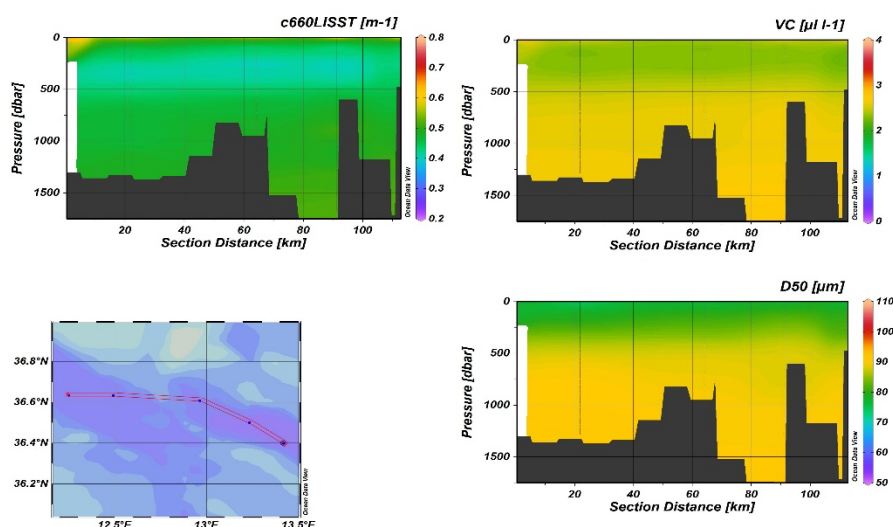 c660LISST [m-1]
Pressure [dbar]
0
500
1000
1500
20
40
60
80
100
Section Distance [km]
0.8
0.7
0.6
0.5
0.4
0.3
0.2
Ocean Data View
VC [µl l-1]
Pressure [dbar]
0
500
1000
1500
20
40
60
80
100
Section Distance [km]
4
3
2
1
0
Ocean Data View
36.8°N
36.6°N
36.4°N
36.2°N
12.5°E
13°E
13.5°E
Ocean Data View
D50 [µm]
Pressure [dbar]
0
500
1000
1500
20
40
60
80
100
Section Distance [km]
110
100
90
80
70
60
50
Ocean Data View